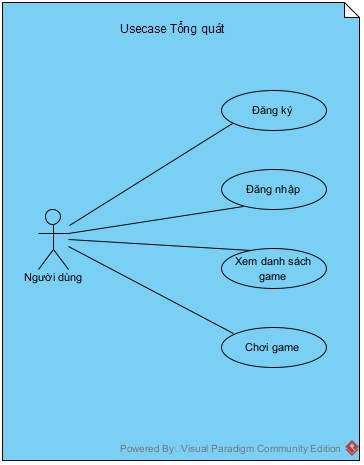 Usecase Tổng quát
Đăng ký
Đăng nhập
Xem danh sách
game
Người dùng
Chơi game
Powered By: Visual Paradigm Community Edition